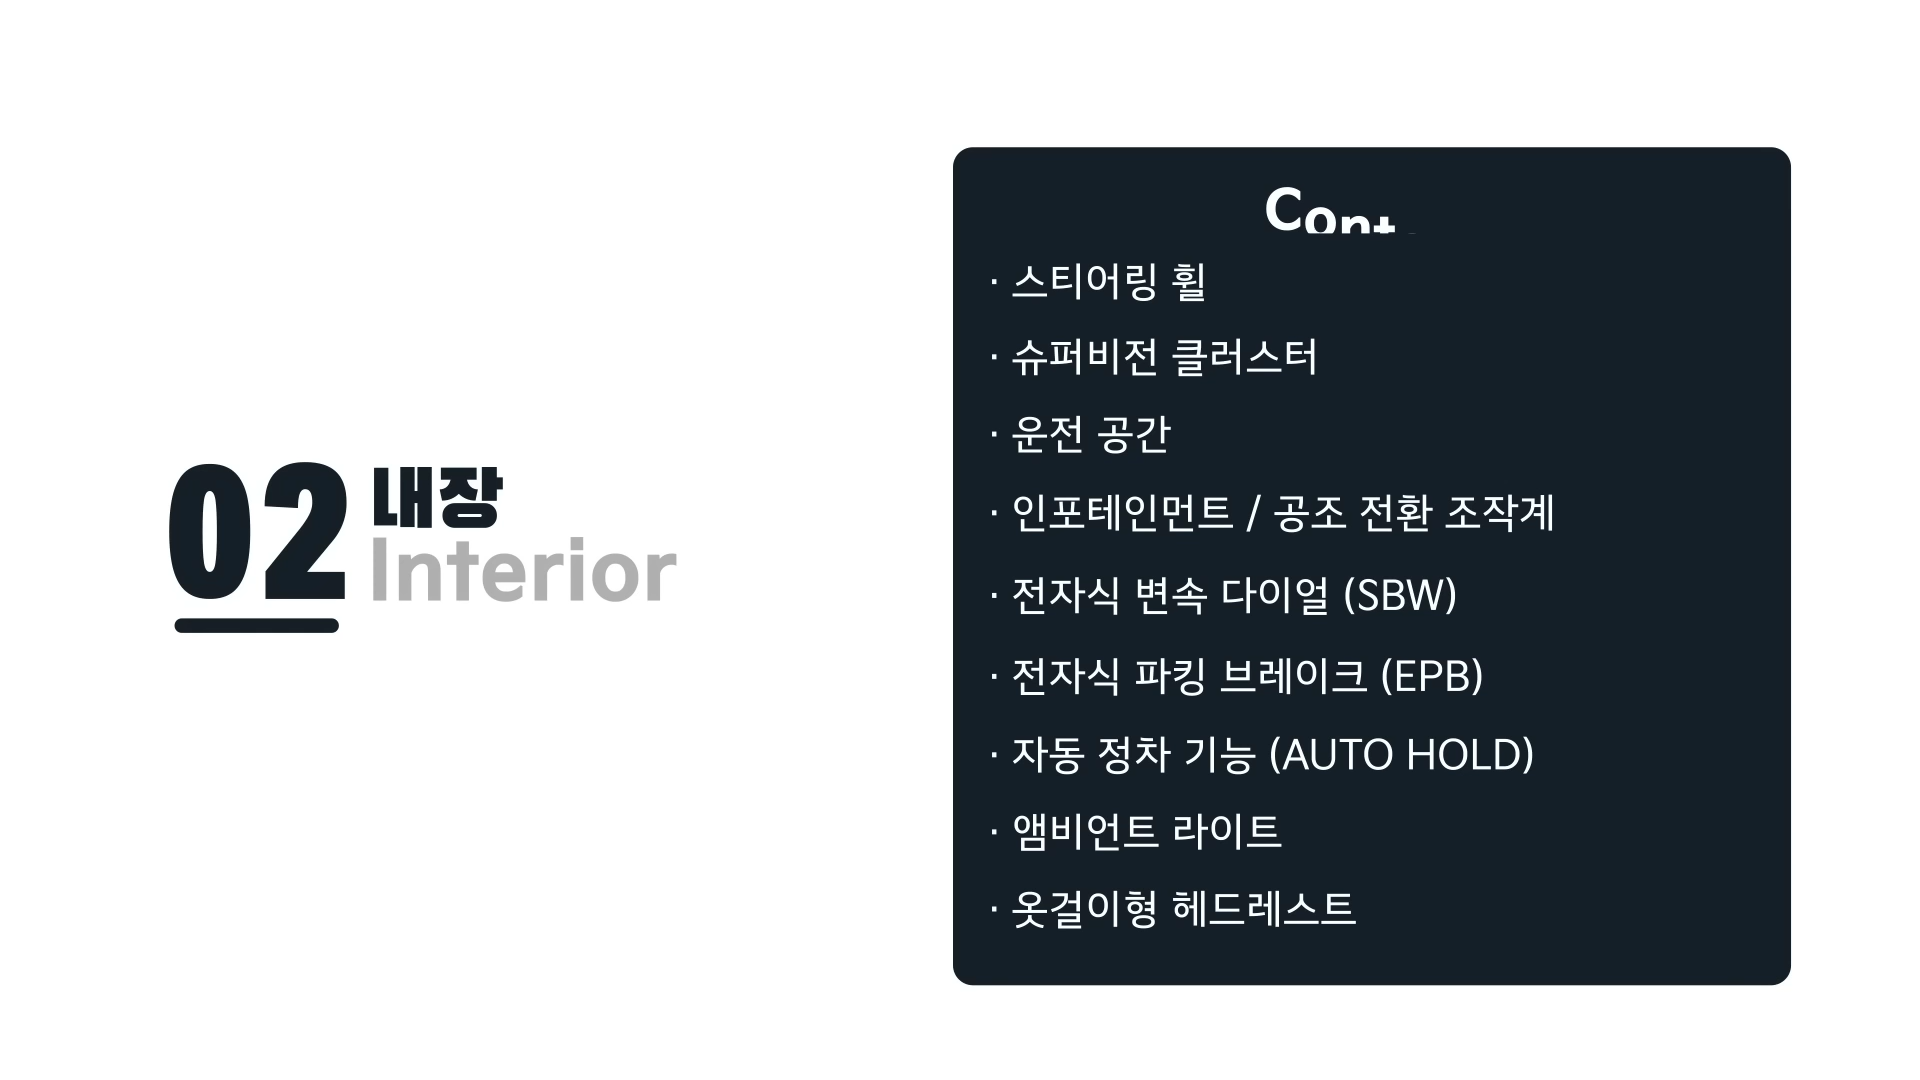 02
내장
Interior
Cont
· 스티어링 휠
· 슈퍼비전 클러스터
· 운전 공간
· 인포테인먼트 / 공조 전환 조작계
· 전자식 변속 다이얼 (SBW)
· 전자식 파킹 브레이크 (EPB)
· 자동 정차 기능 (AUTO HOLD)
· 앰비언트 라이트
· 옷걸이형 헤드레스트